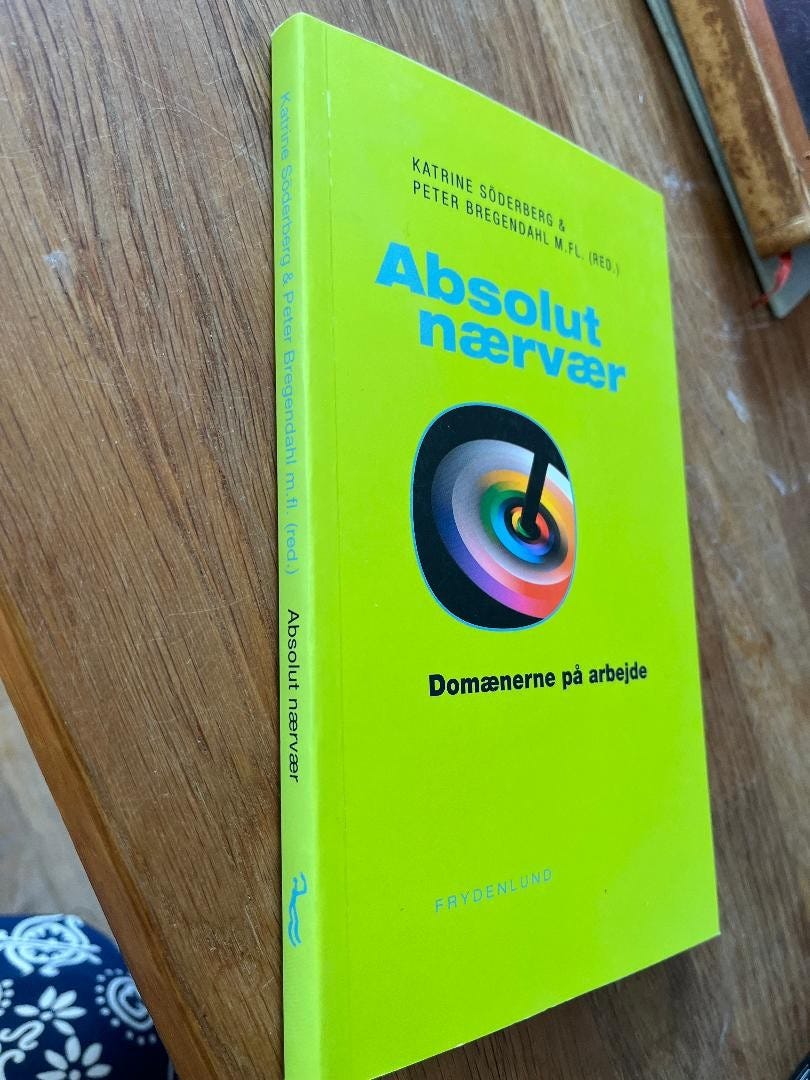 KATRINE SÖDERBERG &
PETER BREGENDAHL M.FL. (RED.)
Absolut
nærvær
Domænerne på arbejde
FRYDENLUND
Katrine Söderberg & Peter Bregendahl m.fl. (red.) Absolut nærvær